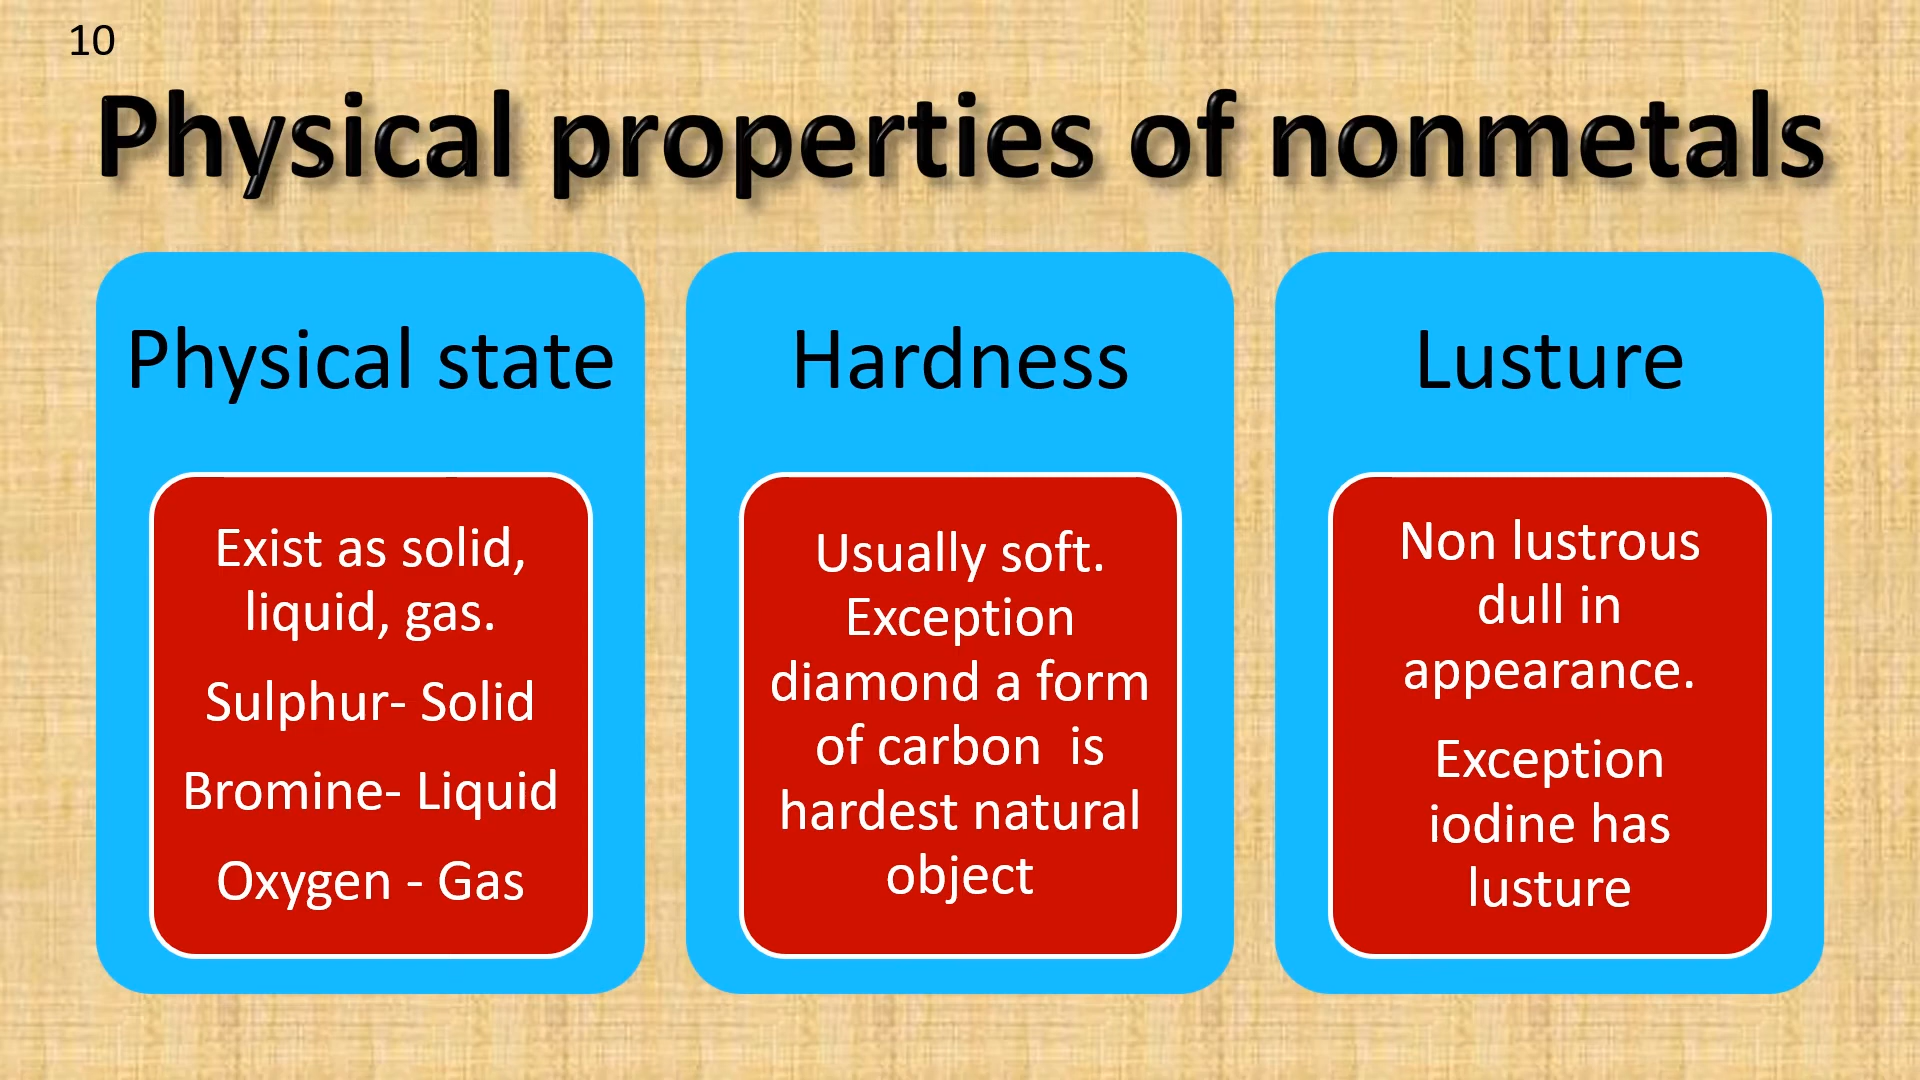 10
Physical properties of nonmetals
Physical state
Exist as solid,
liquid, gas.
Sulphur- Solid
Bromine- Liquid
Oxygen - Gas
Hardness
Usually soft.
Exception
diamond a form
of carbon  is
hardest natural
object
Lusture
Non lustrous
dull in
appearance.
Exception
iodine has
lusture